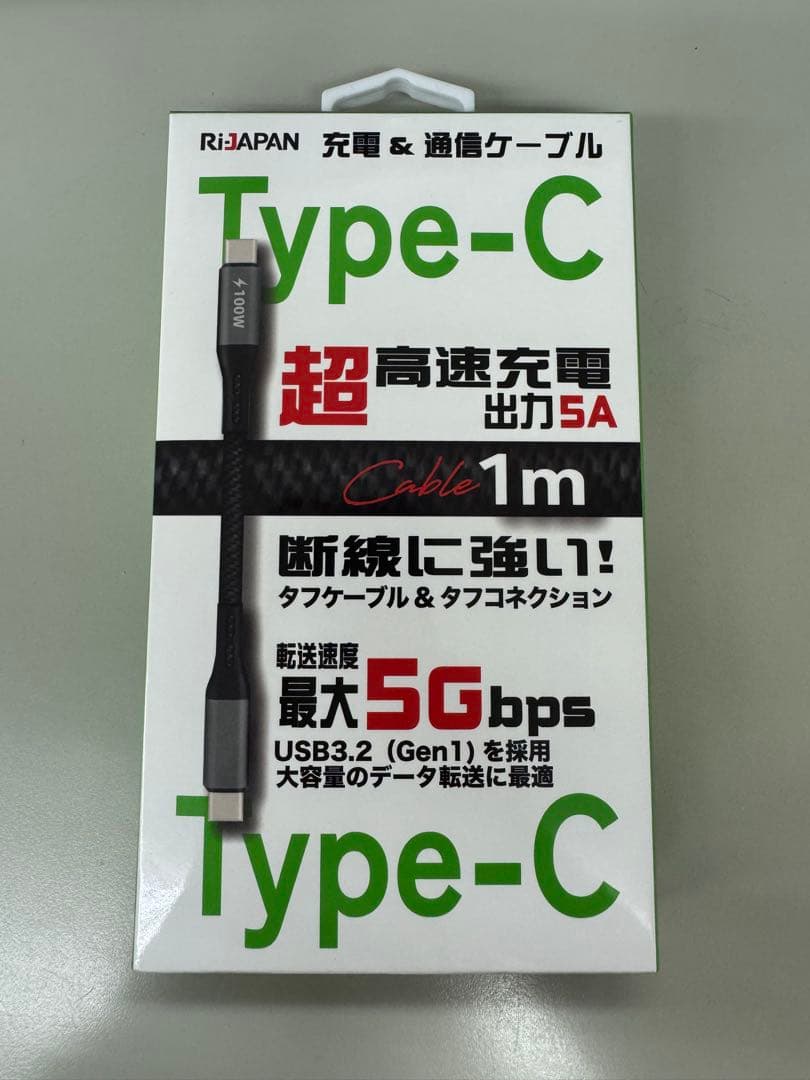 Ri-JAPAN 充電 & 通信ケーブル
Type-C
100W
超高速充電
出力5A
Cable 1m
断線に強い!
タフケーブル & タフコネクション
転送速度
最大5Gbps
USB3.2 (Gen1) を採用
大容量のデータ転送に最適
Type-C